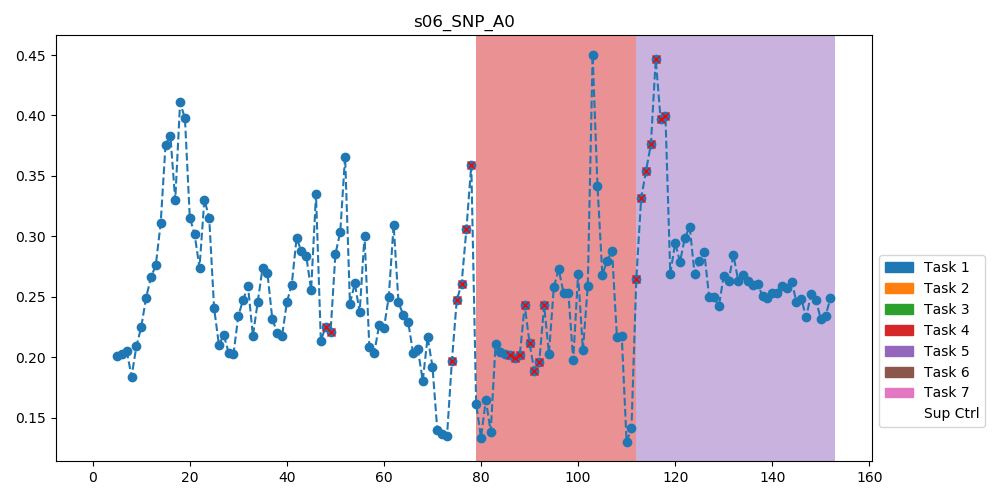 s06_SNP_A0
0.45
0.40
0.35
0.30
0.25
0.20
0.15
0 20 40 60 80 100 120 140 160
Task 1
Task 2
Task 3
Task 4
Task 5
Task 6
Task 7
Sup Ctrl